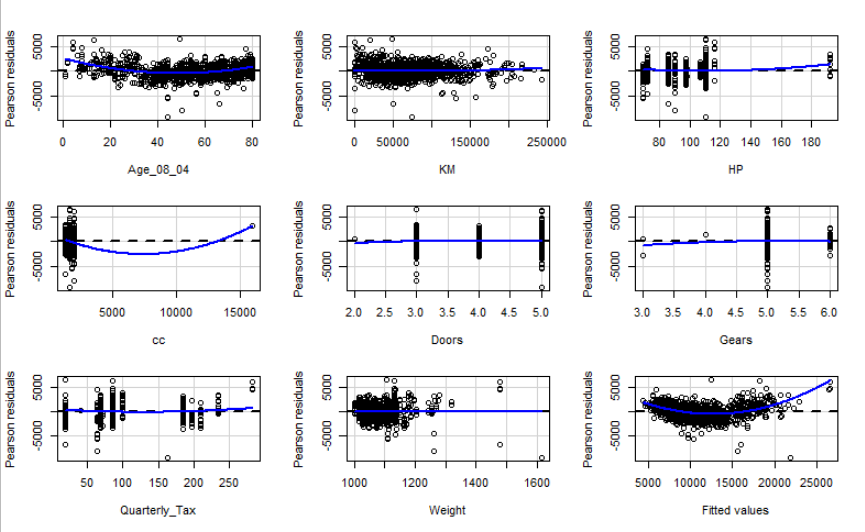 Pearson residuals
5000
-5000
0 20 40 60 80
Age_08_04
Pearson residuals
5000
-5000
0 50000 150000 250000
KM
Pearson residuals
5000
-5000
80 100 120 140 160 180
HP
Pearson residuals
5000
-5000
5000 10000 15000
cc
Pearson residuals
5000
-5000
2.0 2.5 3.0 3.5 4.0 4.5 5.0
Doors
Pearson residuals
5000
-5000
3.0 3.5 4.0 4.5 5.0 5.5 6.0
Gears
Pearson residuals
5000
-5000
50 100 150 200 250
Quarterly_Tax
Pearson residuals
5000
-5000
1000 1200 1400 1600
Weight
Pearson residuals
5000
-5000
5000 10000 15000 20000 25000
Fitted values